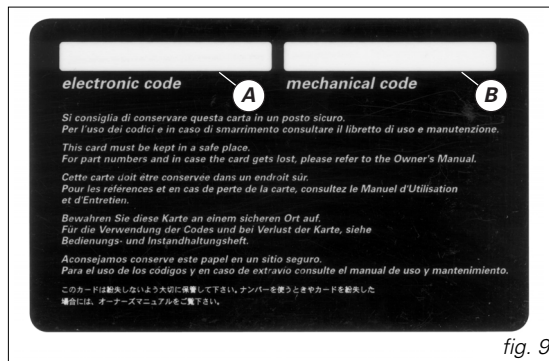 electronic code
A
mechanical code
B
Si consiglia di conservare questa carta in un posto sicuro.
Per l'uso dei codici e in caso di smarrimento consultare il libretto di uso e manutenzione.
This card must be kept in a safe place.
For part numbers and in case the card gets lost, please refer to the Owner's Manual.
Cette carte doit être conservée dans un endroit sûr.
Pour les références et en cas de perte de la carte, consultez le Manuel d'Utilisation
et d'Entretien.
Bewahren Sie diese Karte an einem sicheren Ort auf.
Für die Verwendung der Codes und bei Verlust der Karte, siehe
Bedienungs- und Instandhaltungsheft.
Aconsejamos conserve este papel en un sitio seguro.
Para el uso de los códigos y en caso de extravío consulte el manual de uso y mantenimiento.
このカードは紛失しないよう大切に保管して下さい。ナンバーを使うときやカードを紛失した
場合には、オーナーズマニュアルをご覧下さい。
fig. 9